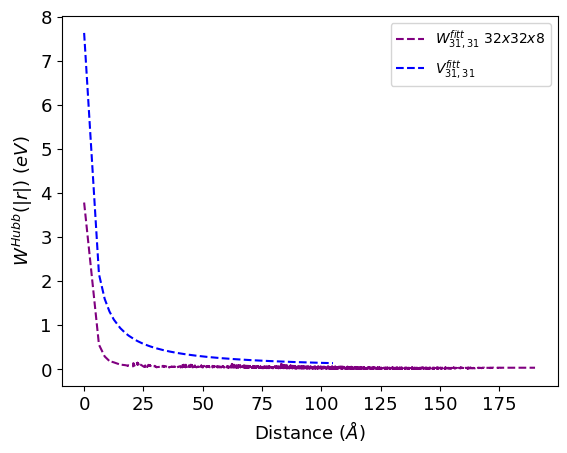 8
7
6
5
4
3
2
1
0
W^{Hubb}(|r|) (eV)
W^{fitt}_{31, 31} 32x32x8
V^{fitt}_{31, 31}
0 25 50 75 100 125 150 175
Distance (Å)